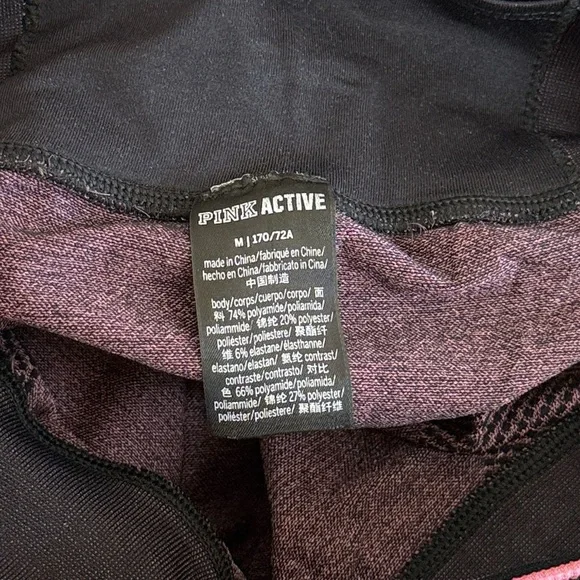 PINK ACTIVE
M | 170/72A
made in China/fabriqué en Chine/
hecho en China/fabbricato in Cina/
中国制造
body/corps/cuerpo/corpo/ 面
料 74% polyamide/poliamida/
poliammide/ 锦纶 20% polyester/
poliéster/poliestere/ 聚酯纤
维 6% elastane/élasthanne/
elastano/elastan/ 氨纶 contrast/
contraste/contrasto/ 对比
色 66% polyamide/poliamida/
poliammide/ 锦纶 27% polyester/
poliéster/poliestere/ 聚酯纤维